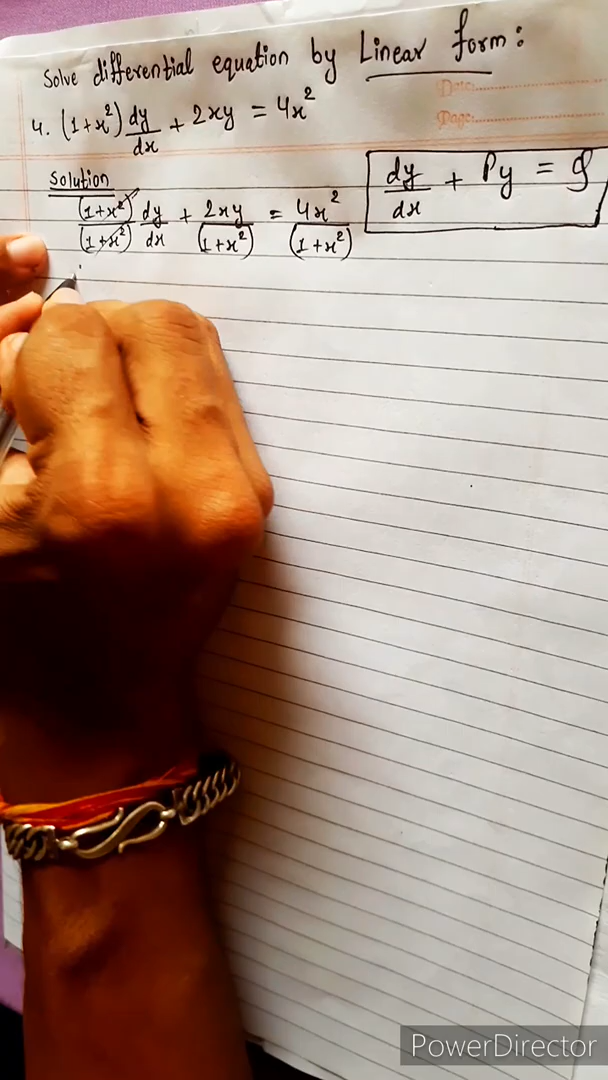 Solve differential equation by Linear form:
Date:
Page:
4. (1+x²) dy/dx + 2xy = 4x²
Solution
dy/dx + Py = Q
(1+x²)/(1+x²) dy/dx + 2xy/(1+x²) = 4x²/(1+x²)
PowerDirector